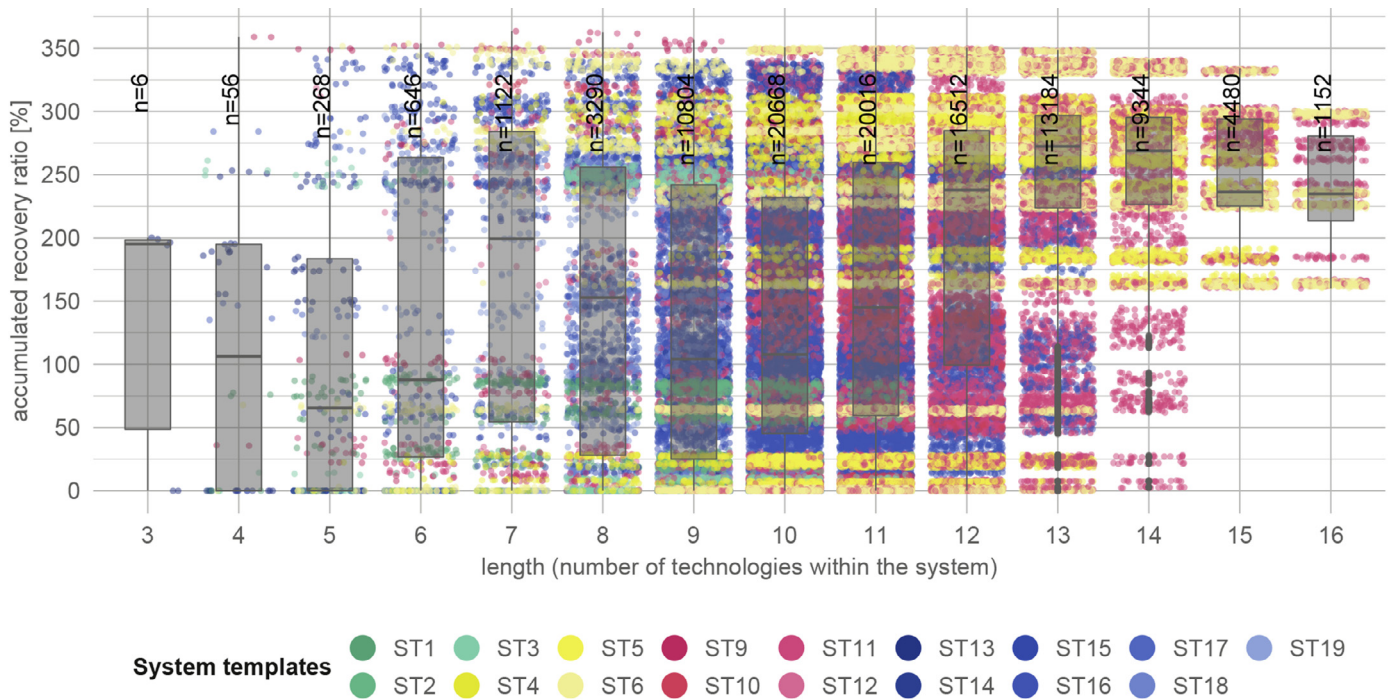 accumulated recovery ratio [%]
350
300
250
200
150
100
50
0
n=6
n=56
n=268
n=646
n=1122
n=3290
n=10804
n=20668
n=20016
n=16512
n=13184
n=9344
n=4480
n=1152
3 4 5 6 7 8 9 10 11 12 13 14 15 16
length (number of technologies within the system)
System templates
ST1 ST3 ST5 ST9 ST11 ST13 ST15 ST17 ST19
ST2 ST4 ST6 ST10 ST12 ST14 ST16 ST18